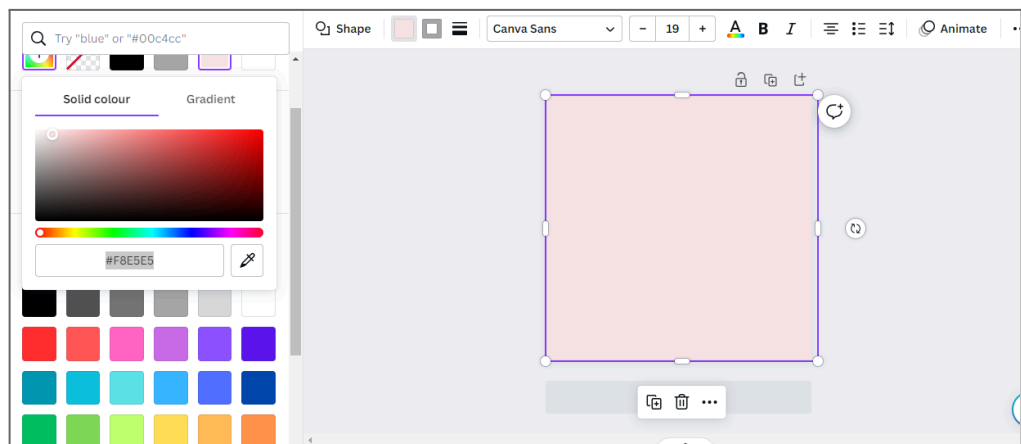 Try "blue" or "#00c4cc"
Solid colour
Gradient
#F8E5E5
Shape
Canva Sans
- 19 +
A B I
Animate